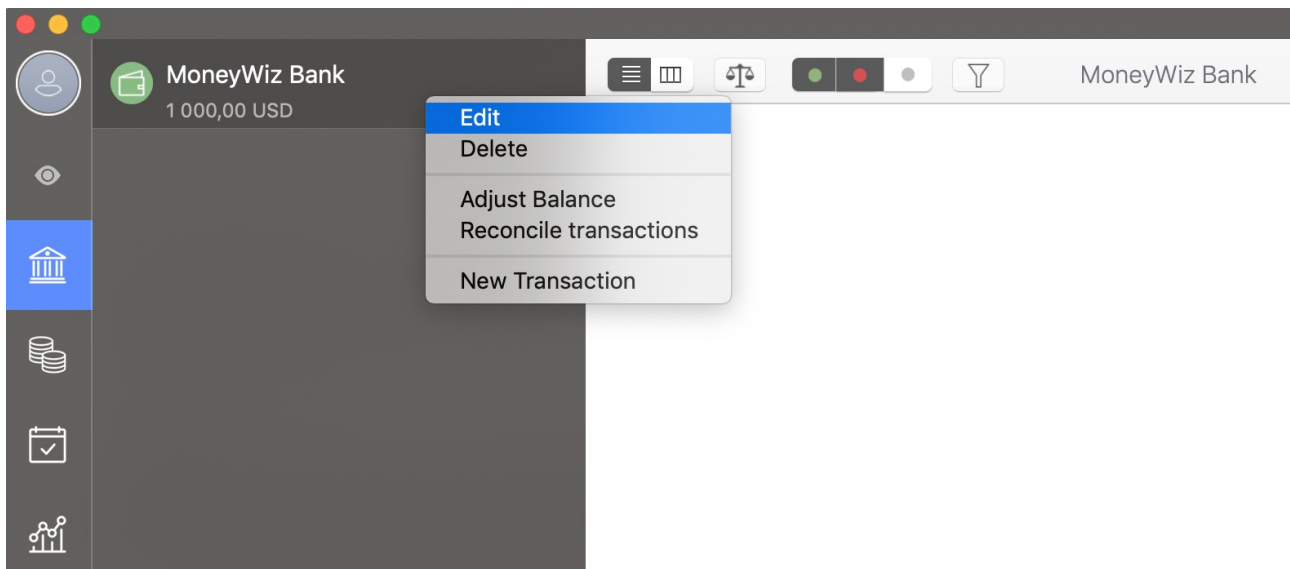 MoneyWiz Bank
1 000,00 USD
MoneyWiz Bank
Edit
Delete
Adjust Balance
Reconcile transactions
New Transaction